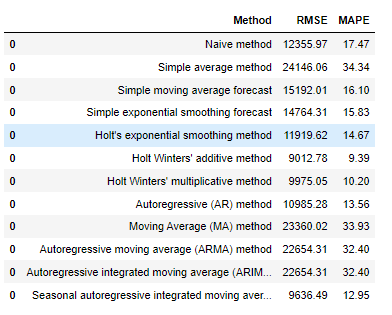 Method RMSE MAPE
0 Naive method 12355.97 17.47
0 Simple average method 24146.06 34.34
0 Simple moving average forecast 15192.01 16.10
0 Simple exponential smoothing forecast 14764.31 15.83
0 Holt's exponential smoothing method 11919.62 14.67
0 Holt Winters' additive method 9012.78 9.39
0 Holt Winters' multiplicative method 9975.05 10.20
0 Autoregressive (AR) method 10985.28 13.56
0 Moving Average (MA) method 23360.02 33.93
0 Autoregressive moving average (ARMA) method 22654.31 32.40
0 Autoregressive integrated moving average (ARIM... 22654.31 32.40
0 Seasonal autoregressive integrated moving aver... 9636.49 12.95